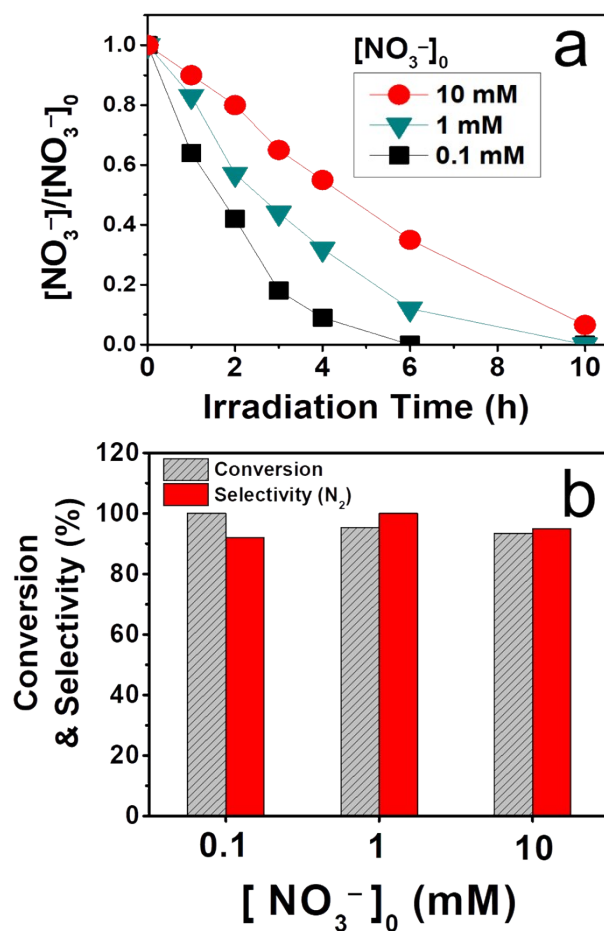 a
[NO₃⁻]₀
10 mM
1 mM
0.1 mM
[NO₃⁻]/[NO₃⁻]₀
1.0
0.8
0.6
0.4
0.2
0.0
0 2 4 6 8 10
Irradiation Time (h)
b
Conversion
Selectivity (N₂)
Conversion
& Selectivity (%)
120
100
80
60
40
20
0
0.1 1 10
[ NO₃⁻ ]₀ (mM)